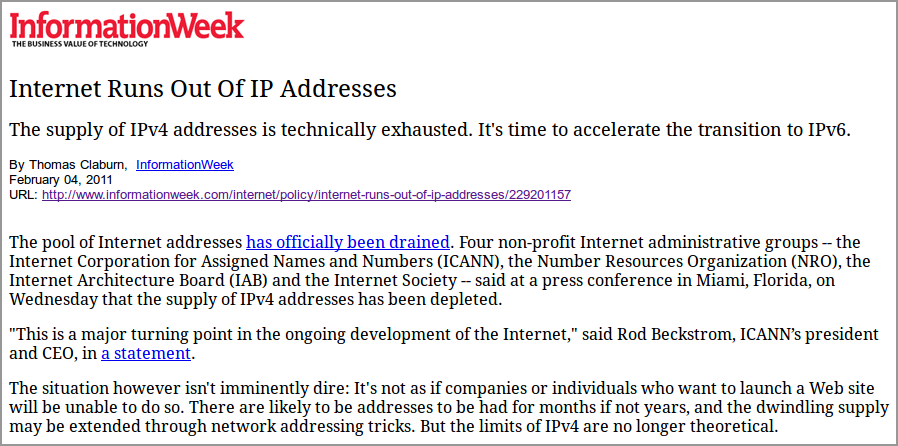 InformationWeek
THE BUSINESS VALUE OF TECHNOLOGY
Internet Runs Out Of IP Addresses
The supply of IPv4 addresses is technically exhausted. It's time to accelerate the transition to IPv6.
By Thomas Claburn, InformationWeek
February 04, 2011
URL: http://www.informationweek.com/internet/policy/internet-runs-out-of-ip-addresses/229201157
The pool of Internet addresses has officially been drained. Four non-profit Internet administrative groups -- the
Internet Corporation for Assigned Names and Numbers (ICANN), the Number Resources Organization (NRO), the
Internet Architecture Board (IAB) and the Internet Society -- said at a press conference in Miami, Florida, on
Wednesday that the supply of IPv4 addresses has been depleted.
"This is a major turning point in the ongoing development of the Internet," said Rod Beckstrom, ICANN’s president
and CEO, in a statement.
The situation however isn't imminently dire: It's not as if companies or individuals who want to launch a Web site
will be unable to do so. There are likely to be addresses to be had for months if not years, and the dwindling supply
may be extended through network addressing tricks. But the limits of IPv4 are no longer theoretical.